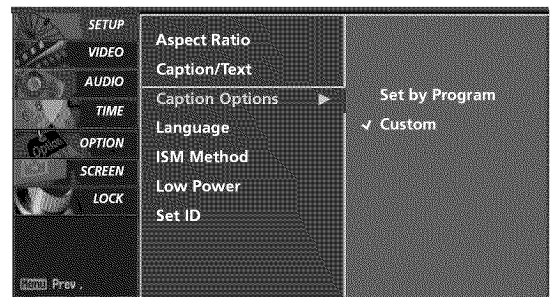 SETUP
VIDEO
AUDIO
TIME
OPTION
SCREEN
LOCK
Menu Prev.
Aspect Ratio
Caption/Text
Caption Options
Language
ISM Method
Low Power
Set ID
Set by Program
Custom
Option